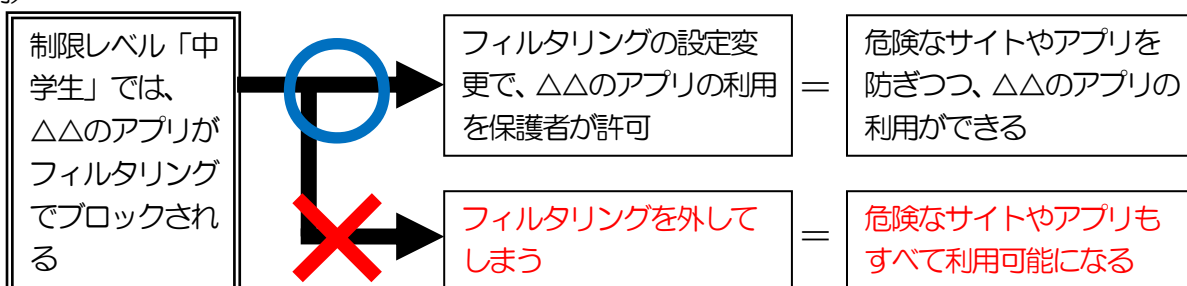 制限レベル「中
学生」では、
△△のアプリが
フィルタリング
でブロックされ
る
フィルタリングの設定変
更で、△△のアプリの利用
を保護者が許可
＝
危険なサイトやアプリを
防ぎつつ、△△のアプリの
利用ができる
フィルタリングを外して
しまう
＝
危険なサイトやアプリも
すべて利用可能になる